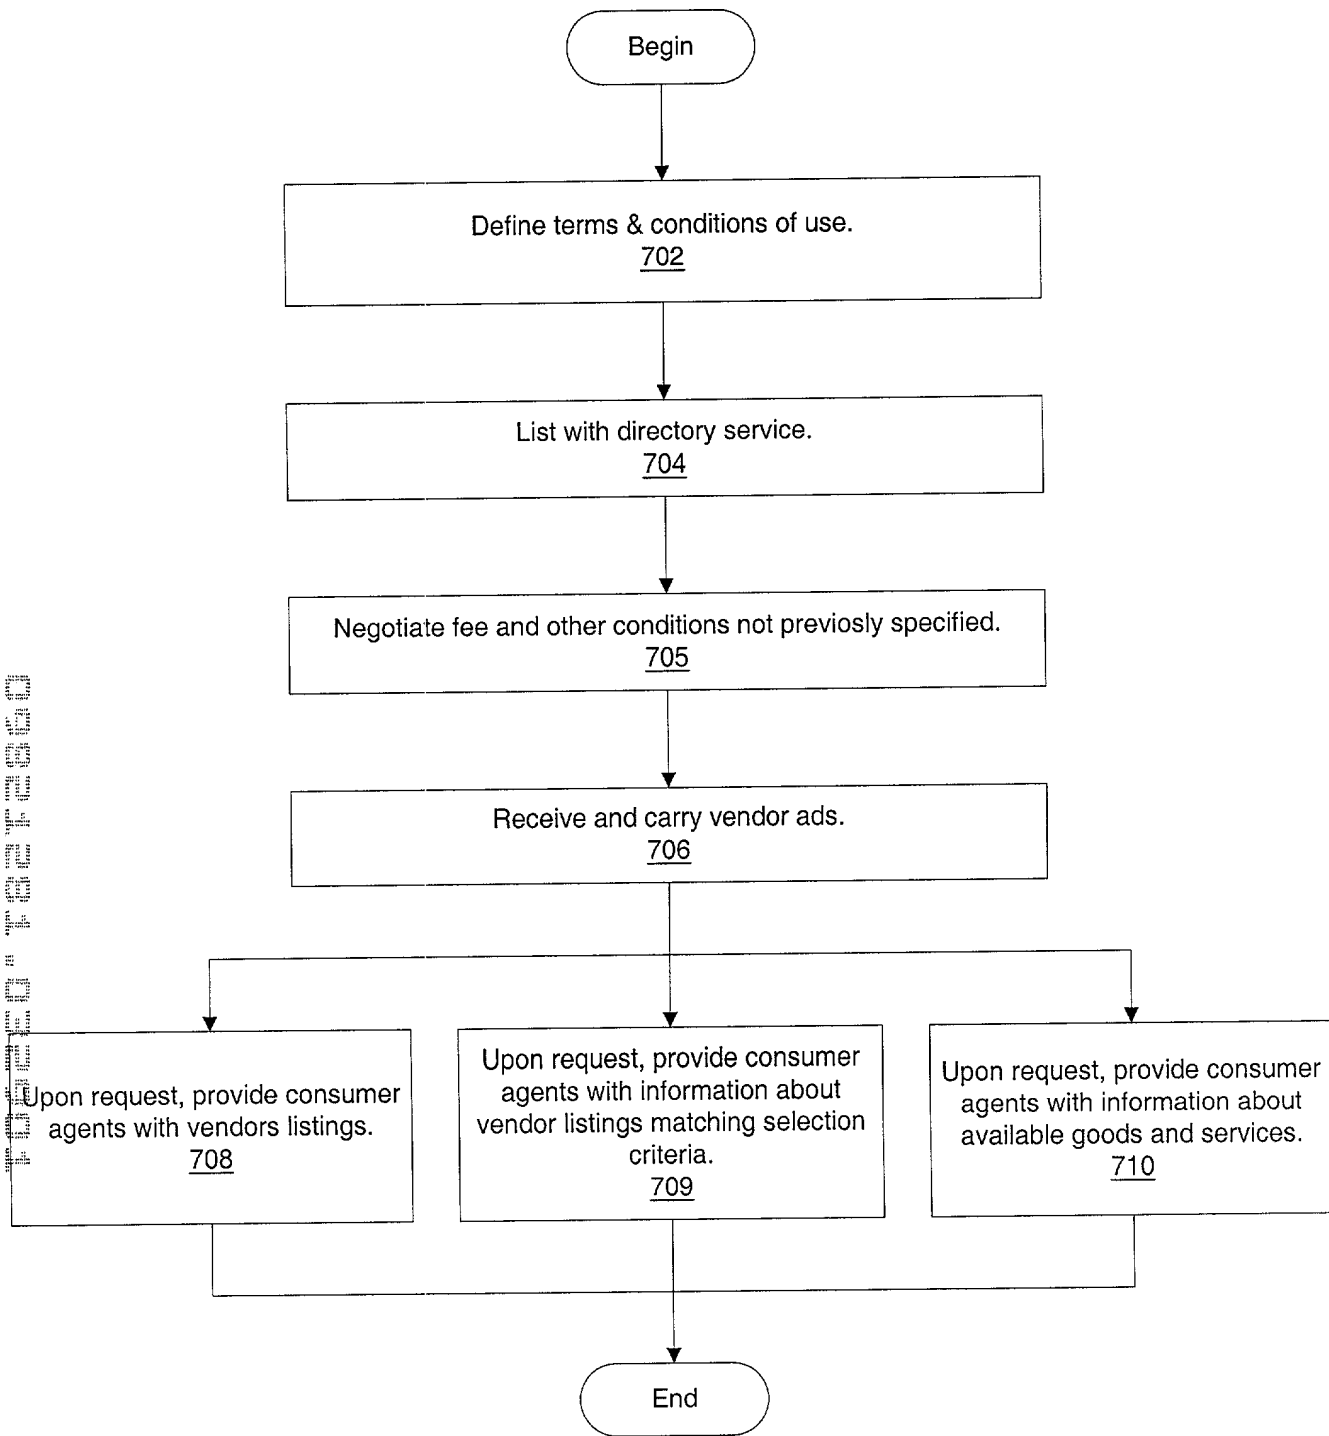 Begin
Define terms & conditions of use.
702
List with directory service.
704
Negotiate fee and other conditions not previosly specified.
705
Receive and carry vendor ads.
706
Upon request, provide consumer
agents with vendors listings.
708
Upon request, provide consumer
agents with information about
vendor listings matching selection
criteria.
709
Upon request, provide consumer
agents with information about
available goods and services.
710
End